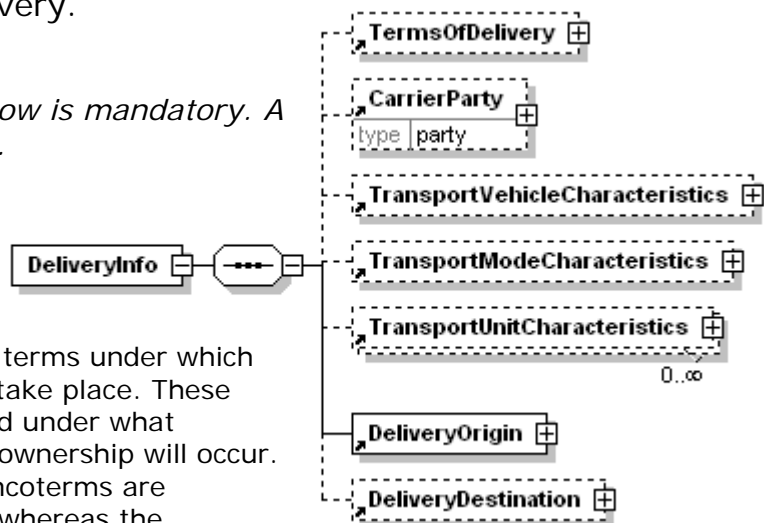 very.
ow is mandatory. A
.
terms under which
take place. These
d under what
ownership will occur.
ncoterms are
whereas the
DeliveryInfo
TermsOfDelivery
CarrierParty
type party
TransportVehicleCharacteristics
TransportModeCharacteristics
TransportUnitCharacteristics
0..∞
DeliveryOrigin
DeliveryDestination